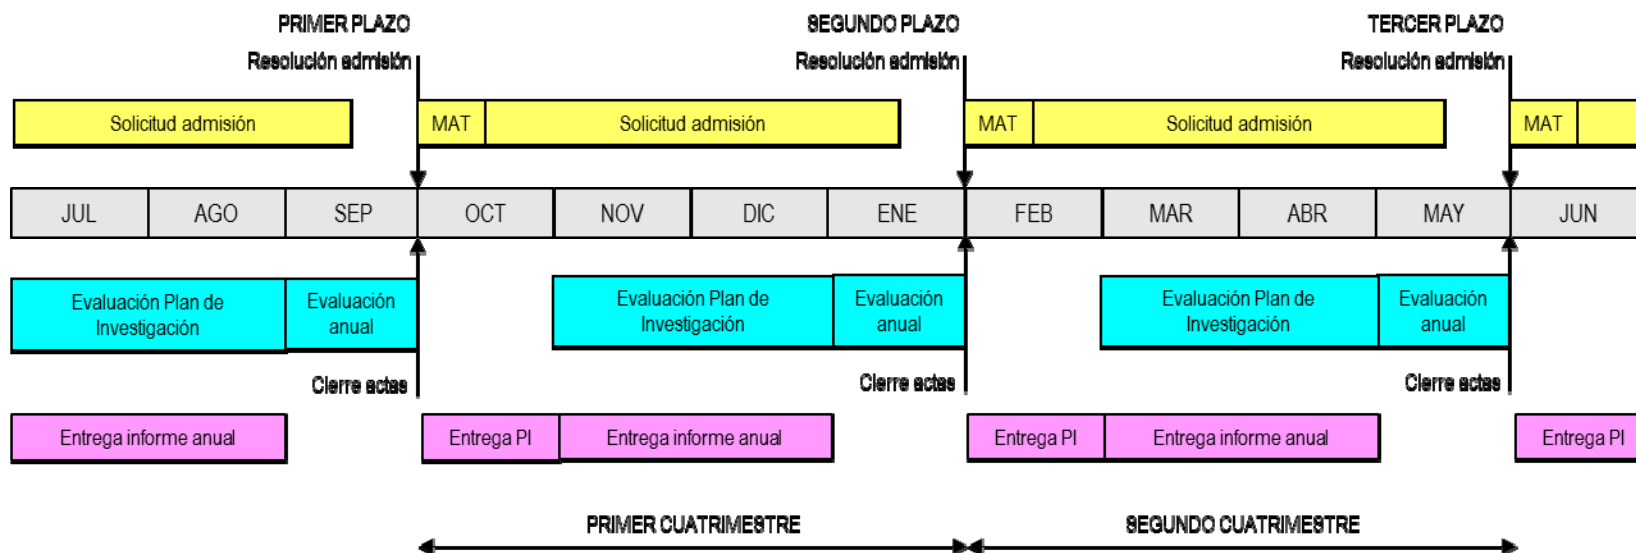 PRIMER PLAZO
SEGUNDO PLAZO
TERCER PLAZO
Resolución admisión
Resolución admisión
Resolución admisión
Solicitud admisión
MAT
Solicitud admisión
MAT
Solicitud admisión
MAT
JUL
AGO
SEP
OCT
NOV
DIC
ENE
FEB
MAR
ABR
MAY
JUN
Evaluación Plan de
Investigación
Evaluación
anual
Evaluación Plan de
Investigación
Evaluación
anual
Evaluación Plan de
Investigación
Evaluación
anual
Cierre actas
Cierre actas
Cierre actas
Entrega informe anual
Entrega PI
Entrega informe anual
Entrega PI
Entrega informe anual
Entrega PI
PRIMER CUATRIMESTRE
SEGUNDO CUATRIMESTRE